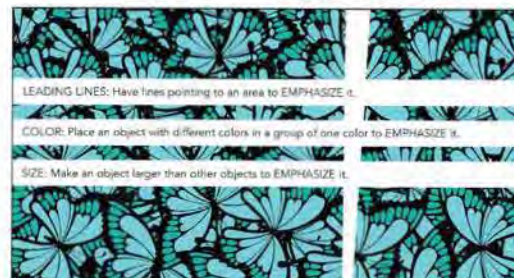 LEADING LINES: Have lines pointing to an area to EMPHASIZE it.
COLOR: Place an object with different colors in a group of one color to EMPHASIZE it.
SIZE: Make an object larger than other objects to EMPHASIZE it.